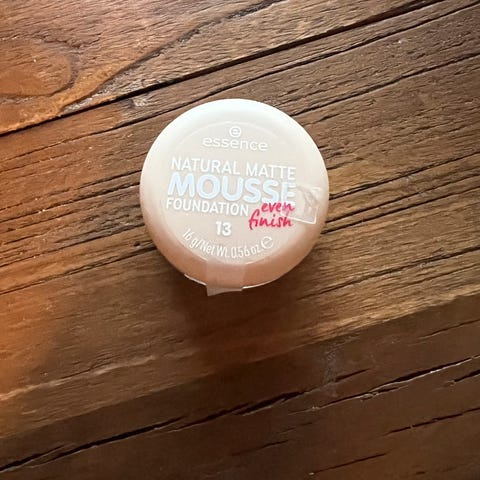 essence
NATURAL MATTE
MOUSSE
FOUNDATION even
finish
13
16 g/Net Wt. 0.56 oz ℮